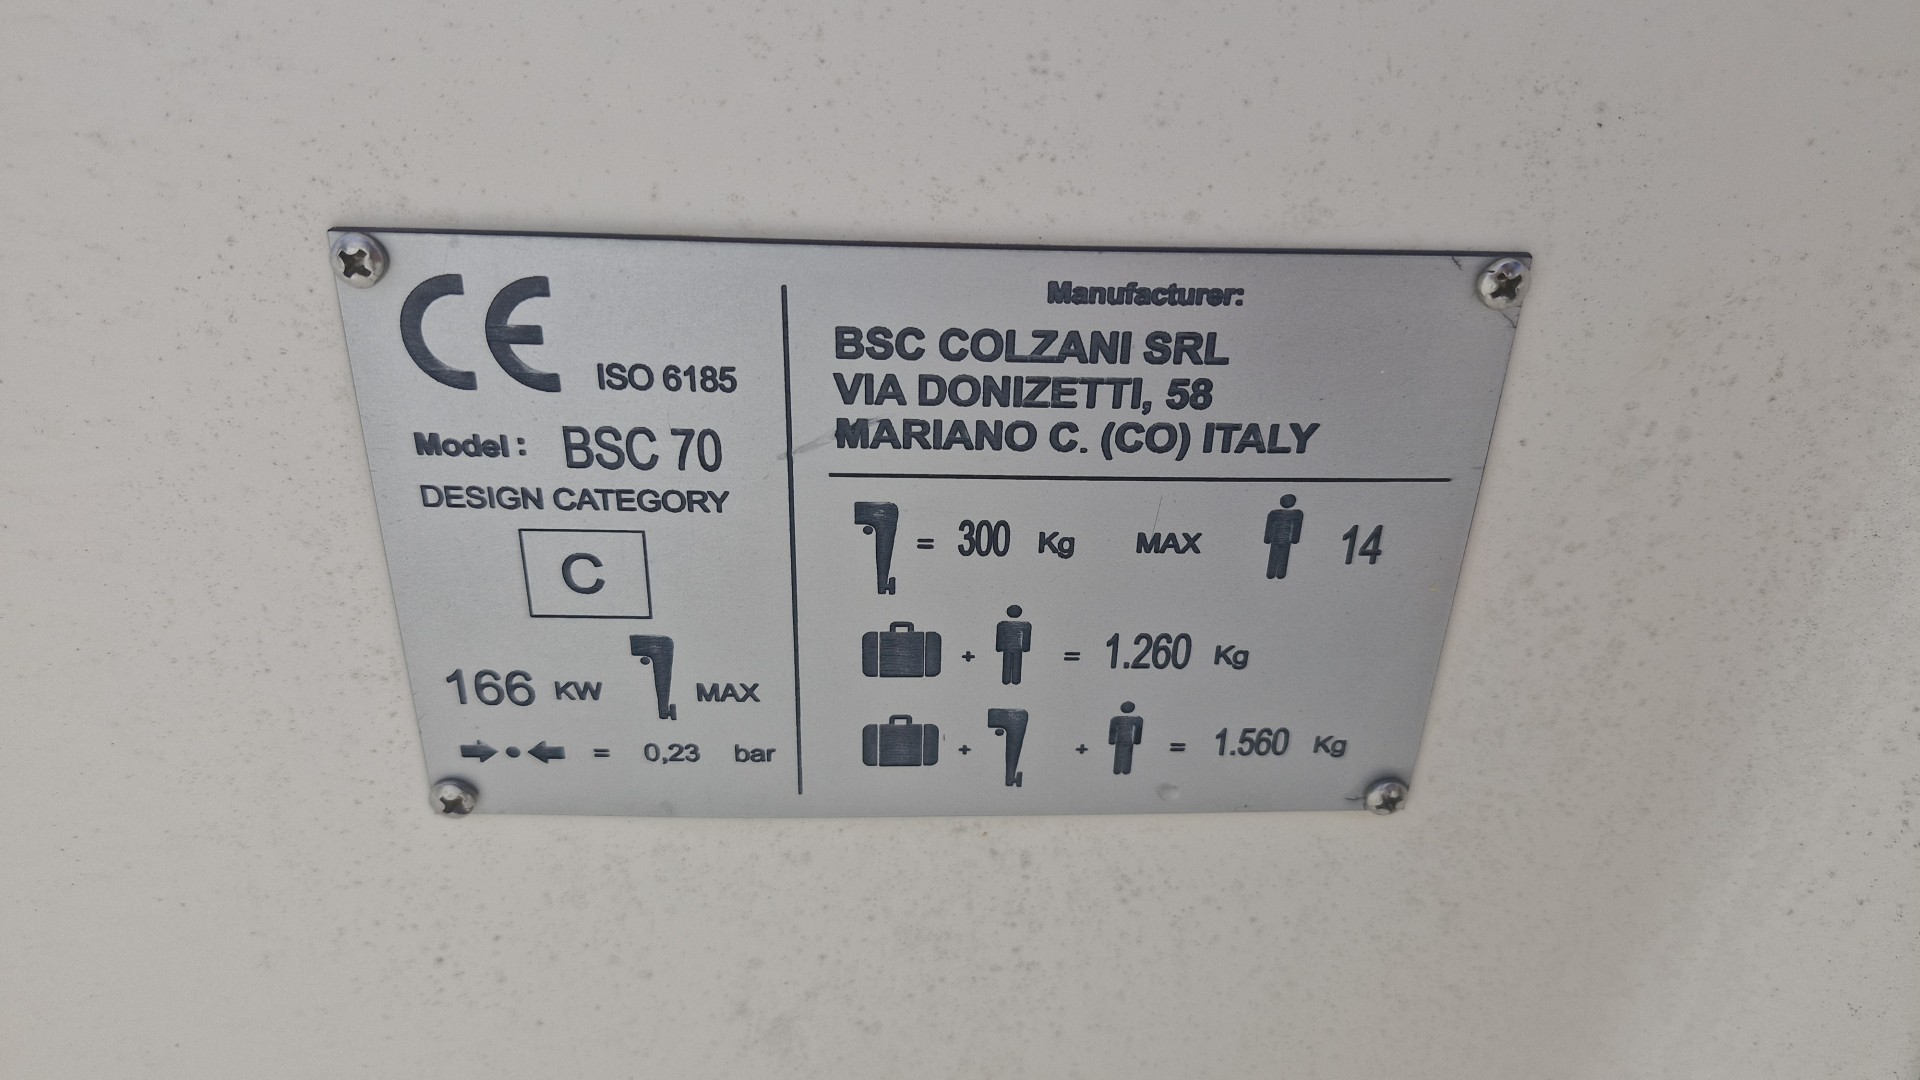 CE ISO 6185
Model: BSC 70
DESIGN CATEGORY
C
166 KW MAX
= 0,23 bar
Manufacturer:
BSC COLZANI SRL
VIA DONIZETTI, 58
MARIANO C. (CO) ITALY
= 300 Kg MAX 14
+ = 1.260 Kg
+ + = 1.560 Kg